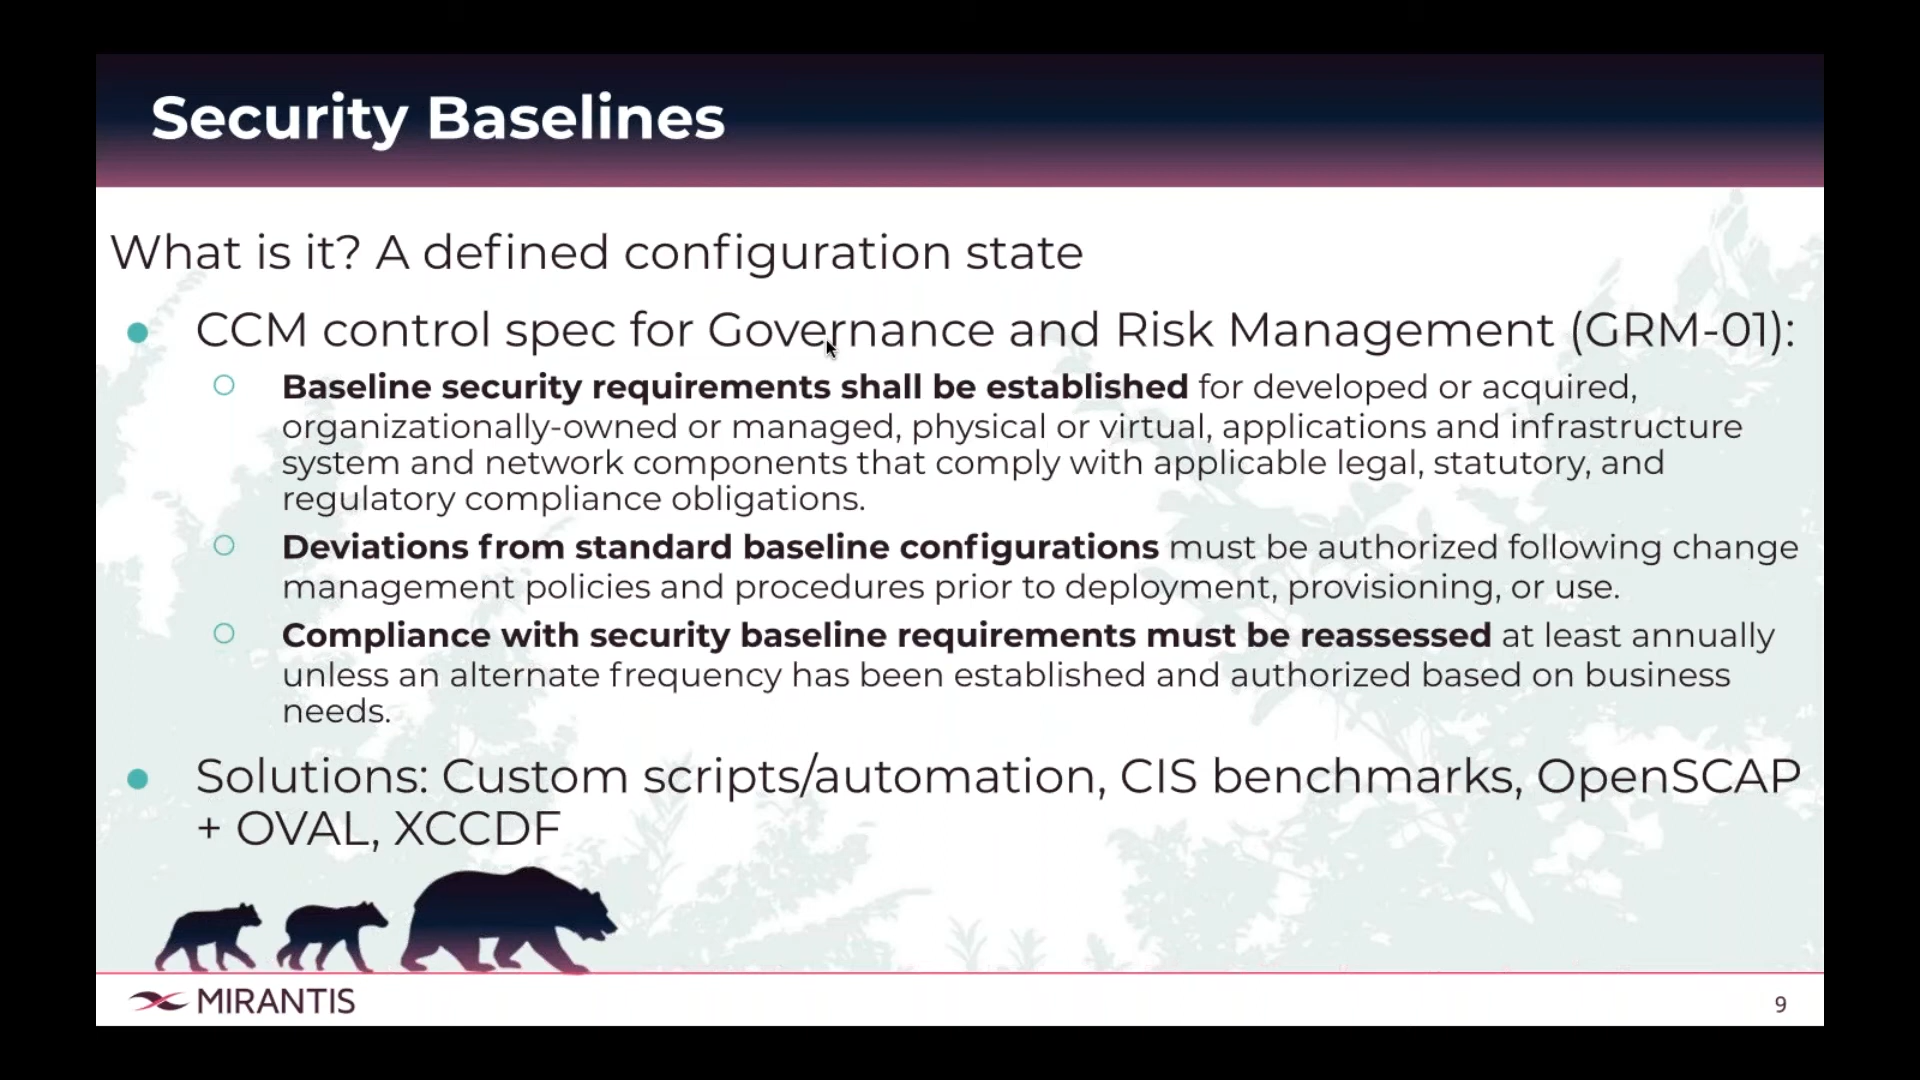 Security Baselines
What is it? A defined configuration state
CCM control spec for Governance and Risk Management (GRM-01):
Baseline security requirements shall be established for developed or acquired,
organizationally-owned or managed, physical or virtual, applications and infrastructure
system and network components that comply with applicable legal, statutory, and
regulatory compliance obligations.
Deviations from standard baseline configurations must be authorized following change
management policies and procedures prior to deployment, provisioning, or use.
Compliance with security baseline requirements must be reassessed at least annually
unless an alternate frequency has been established and authorized based on business
needs.
Solutions: Custom scripts/automation, CIS benchmarks, OpenSCAP
+ OVAL, XCCDF
MIRANTIS
9